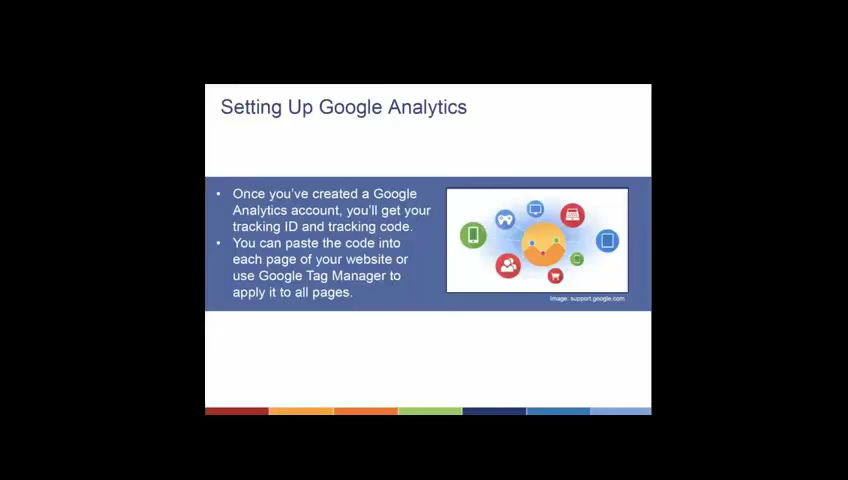 Setting Up Google Analytics
• Once you've created a Google
Analytics account, you'll get your
tracking ID and tracking code.
• You can paste the code into
each page of your website or
use Google Tag Manager to
apply it to all pages.
Image: support.google.com